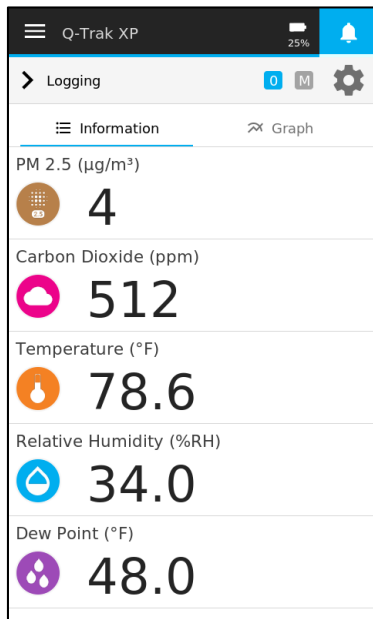 Q-Trak XP
25%
Logging
0 M
Information
Graph
PM 2.5 (µg/m³)
2.5
4
Carbon Dioxide (ppm)
512
Temperature (°F)
78.6
Relative Humidity (%RH)
34.0
Dew Point (°F)
48.0